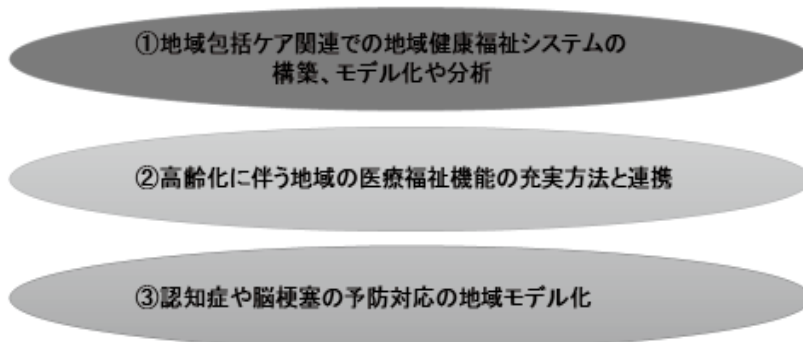 ①地域包括ケア関連での地域健康福祉システムの
構築、モデル化や分析
②高齢化に伴う地域の医療福祉機能の充実方法と連携
③認知症や脳梗塞の予防対応の地域モデル化